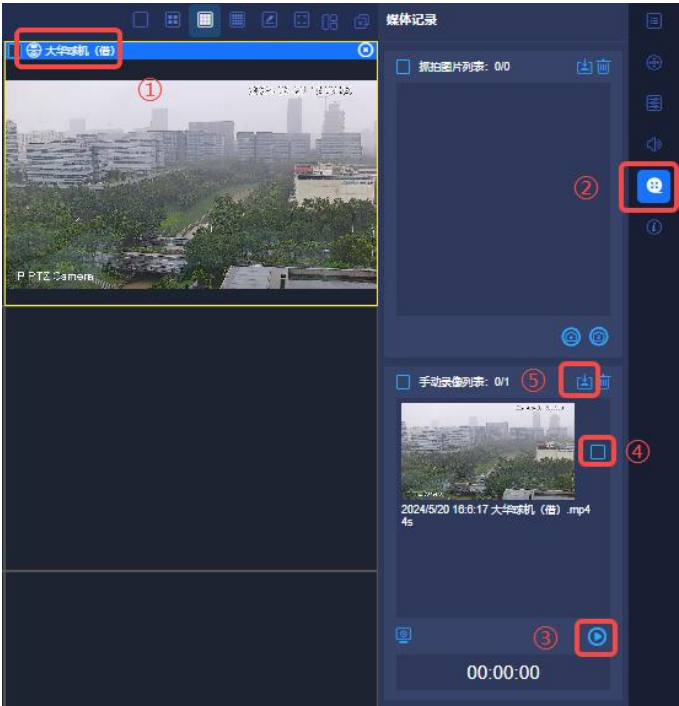 媒体记录
大华球机（借）
①
抓拍图片列表：0/0
②
IP PTZ Camera
手动录像列表：0/1
⑤
④
2024/5/20 16:6:17 大华球机（借）.mp4
4s
③
00:00:00